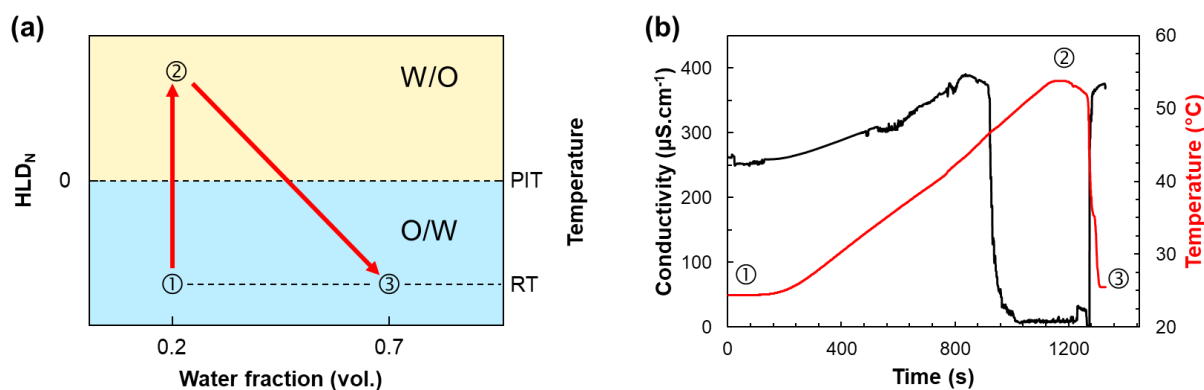 (a)
HLDN
0
W/O
O/W
①
②
③
PIT
RT
Temperature
0.2
0.7
Water fraction (vol.)
(b)
Conductivity (µS.cm⁻¹)
400
300
200
100
0
①
②
③
60
50
40
30
20
Temperature (°C)
0
400
800
1200
Time (s)